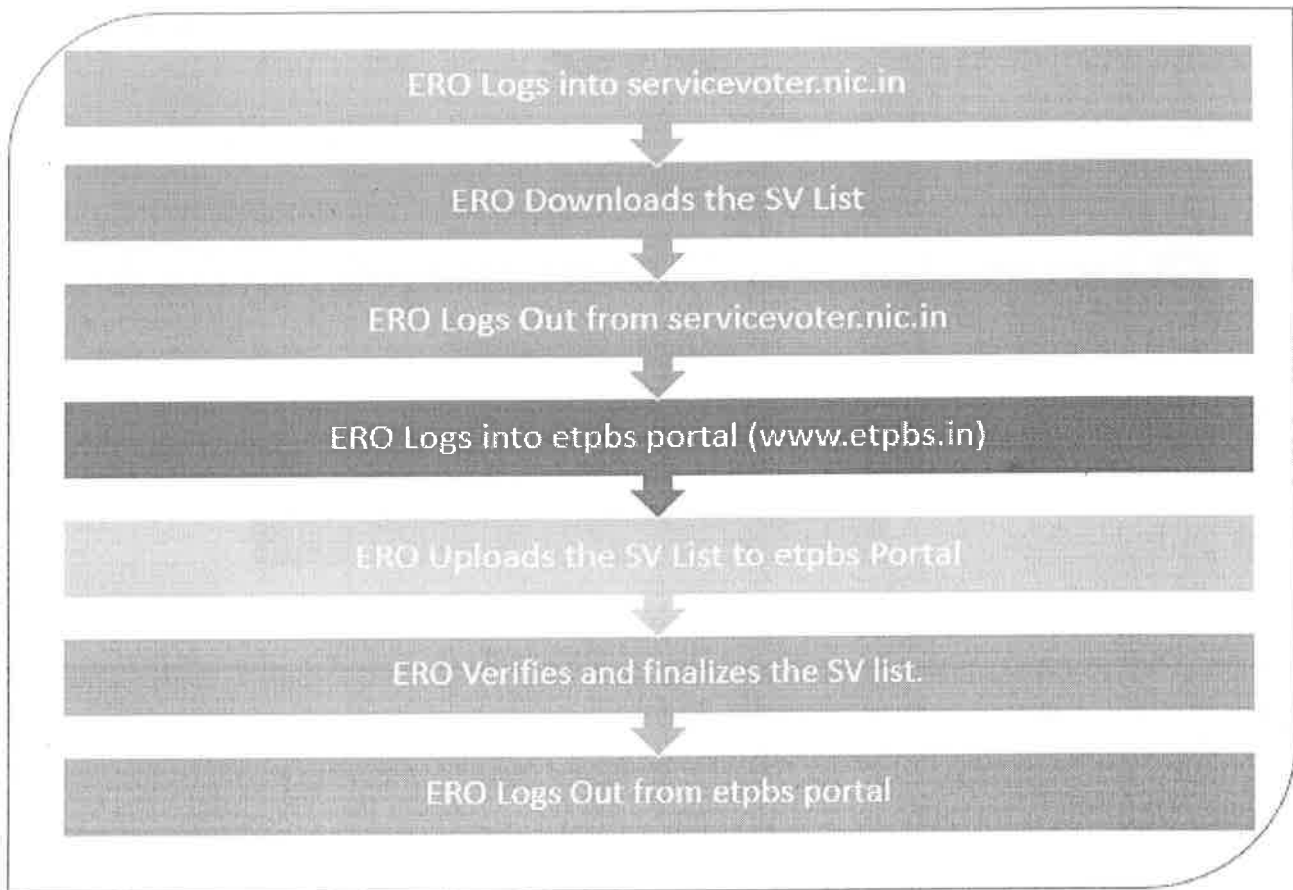 ERO Logs into servicevoter.nic.in
ERO Downloads the SV List
ERO Logs Out from servicevoter.nic.in
ERO Logs into etpbs portal (www.etpbs.in)
ERO Uploads the SV List to etpbs Portal
ERO Verifies and finalizes the SV list.
ERO Logs Out from etpbs portal